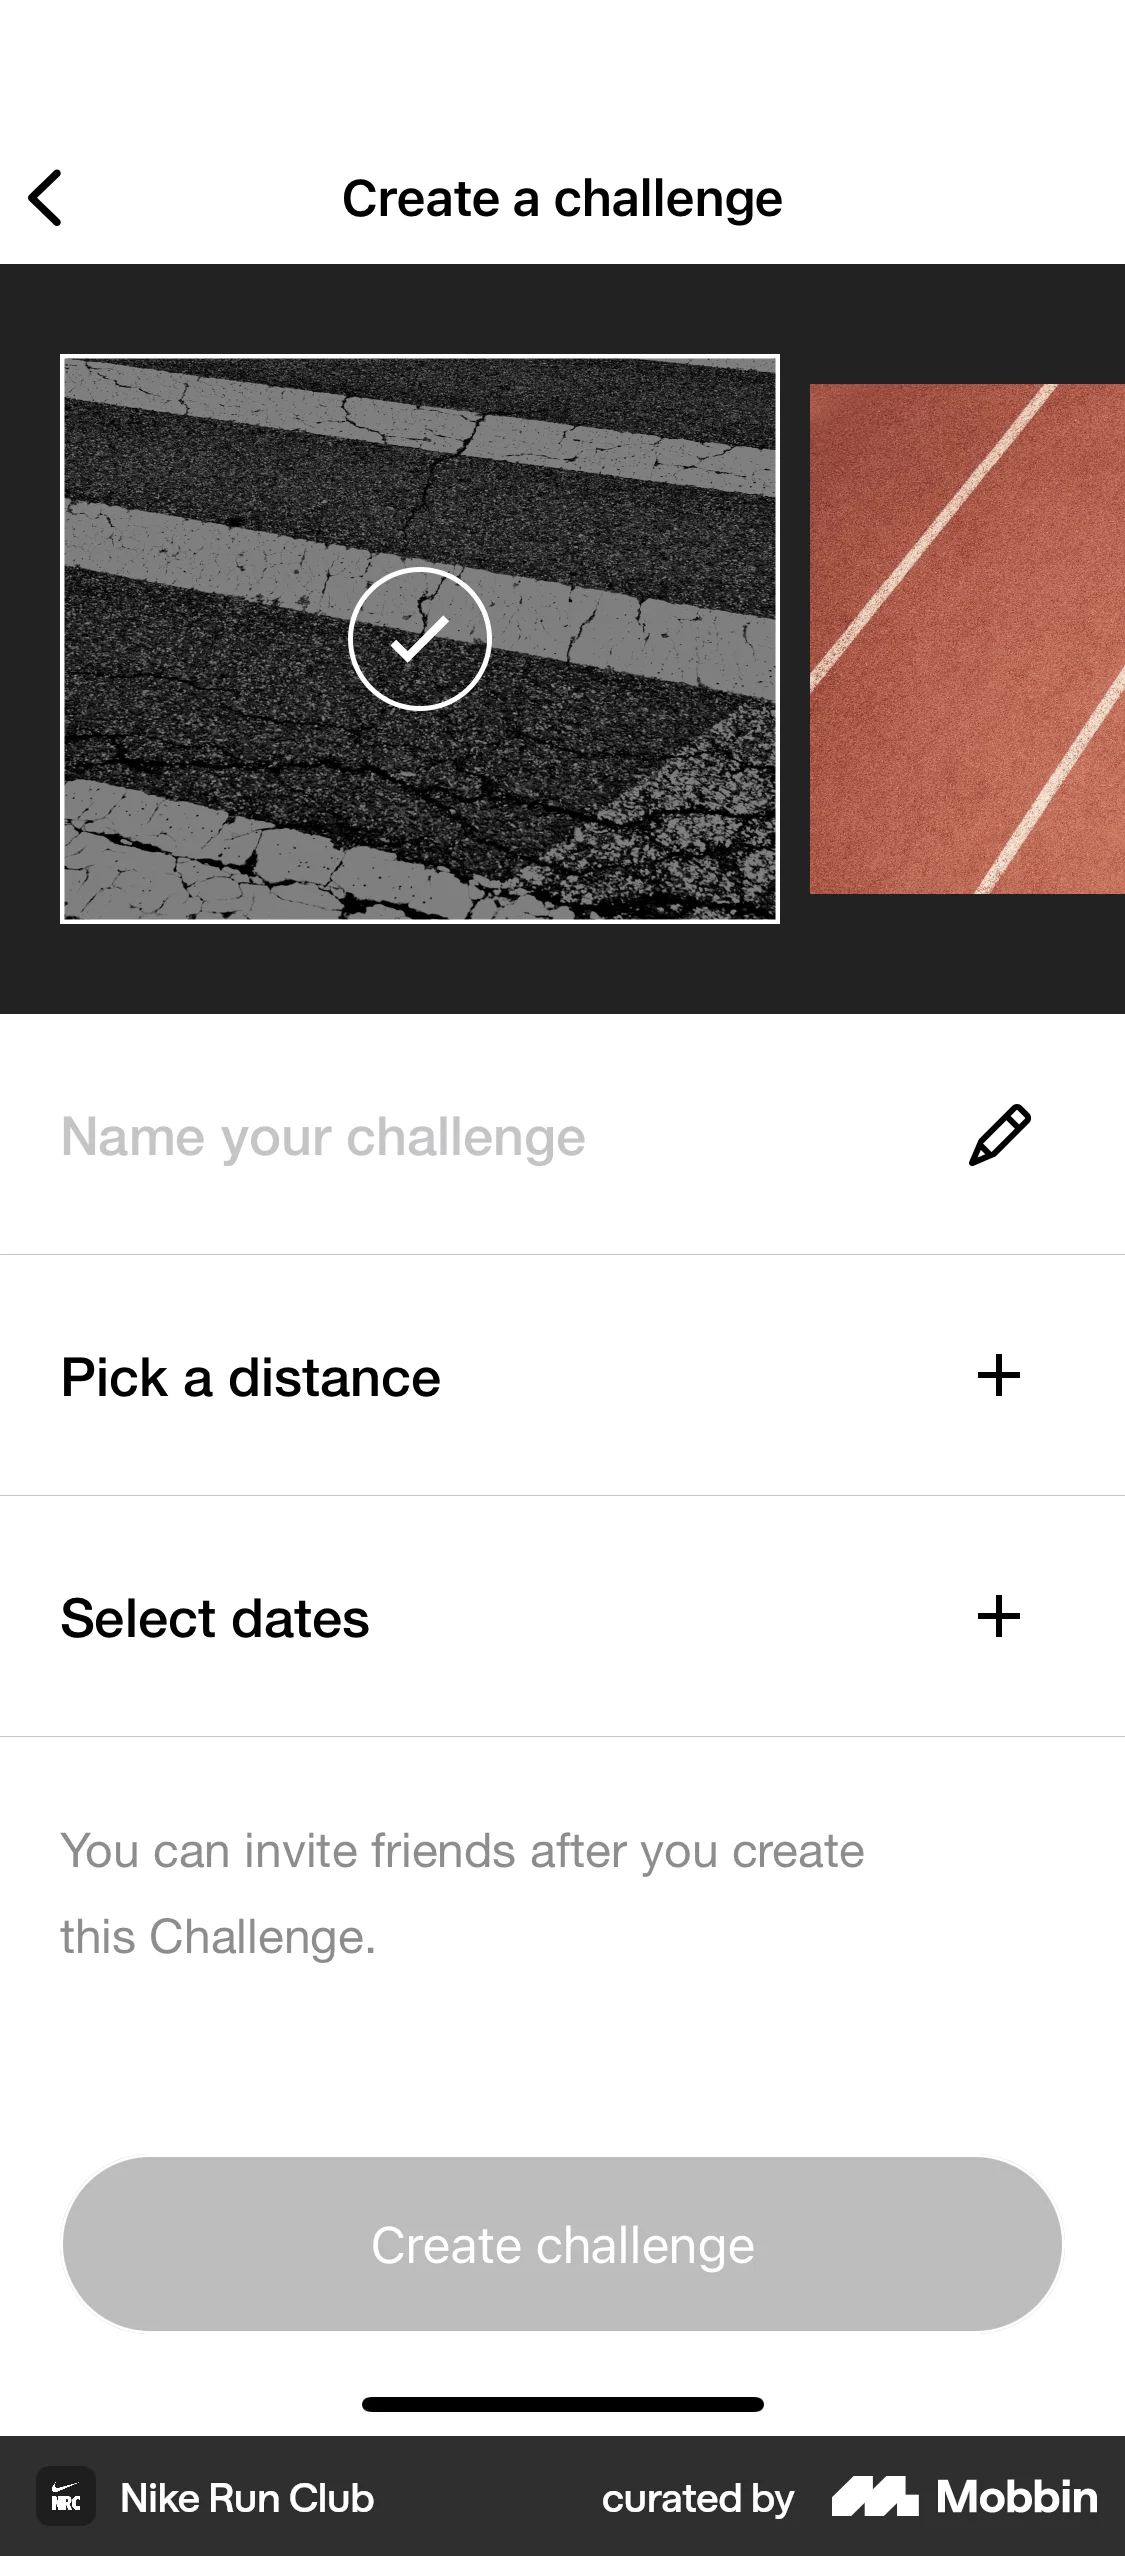 Create a challenge
Name your challenge
Pick a distance
Select dates
You can invite friends after you create
this Challenge.
Create challenge
NRC
Nike Run Club
curated by
Mobbin